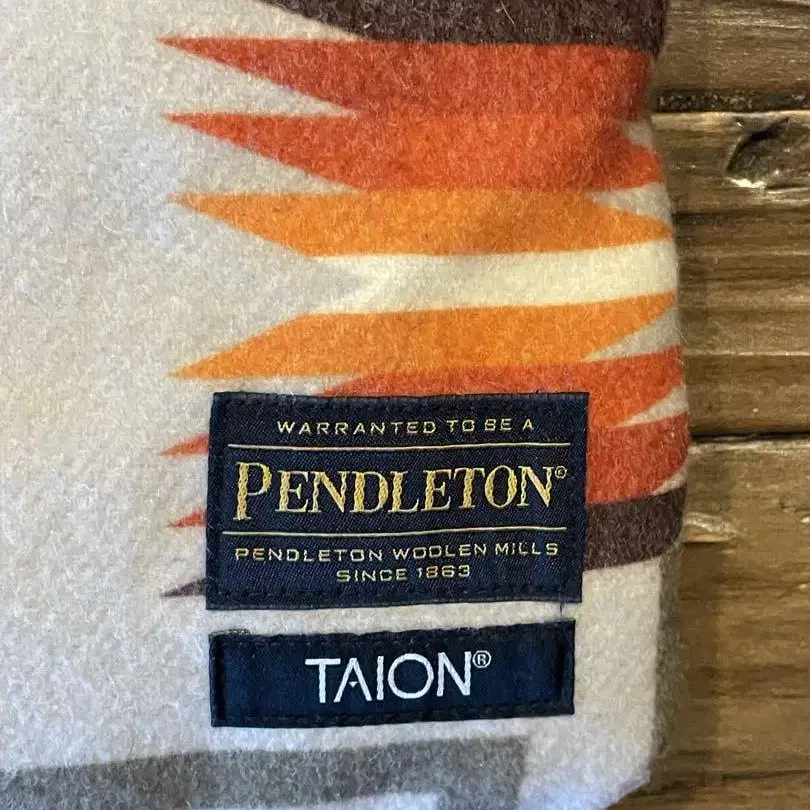 WARRANTED TO BE A
PENDLETON©
PENDLETON WOOLEN MILLS
SINCE 1863
TAION®